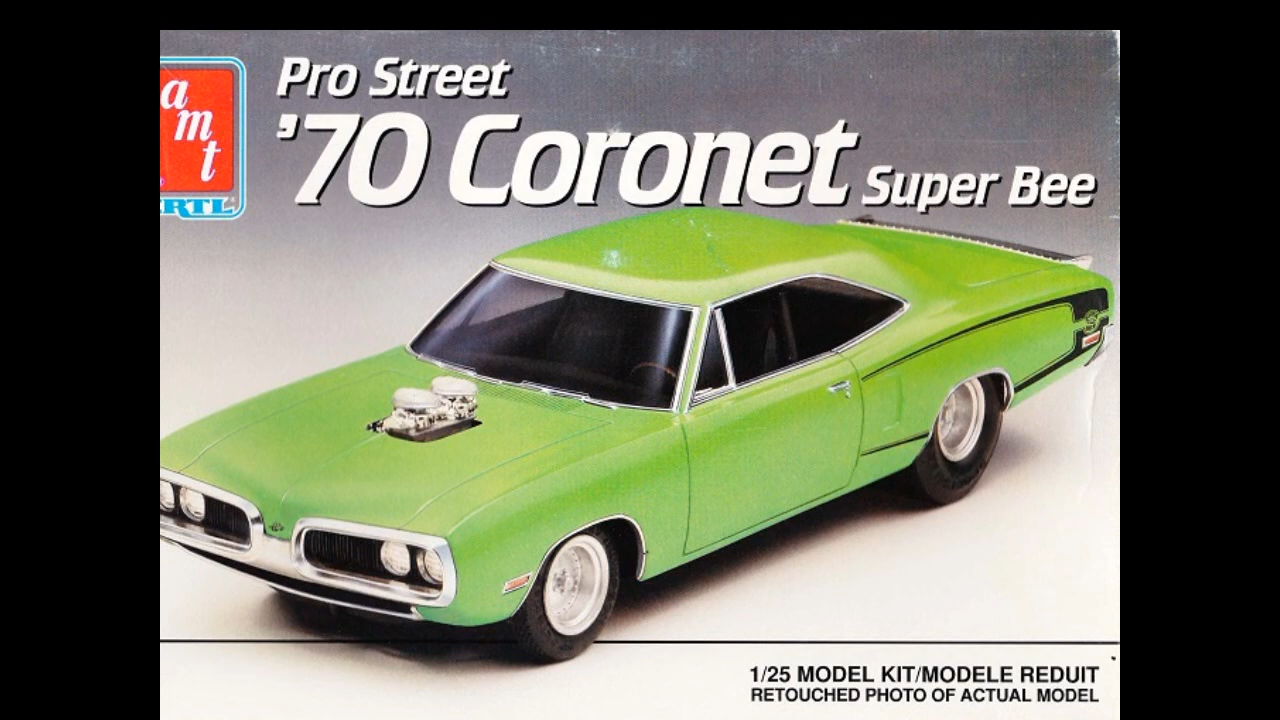 amt
ERTL
Pro Street
'70 Coronet Super Bee
1/25 MODEL KIT/MODELE REDUIT
RETOUCHED PHOTO OF ACTUAL MODEL